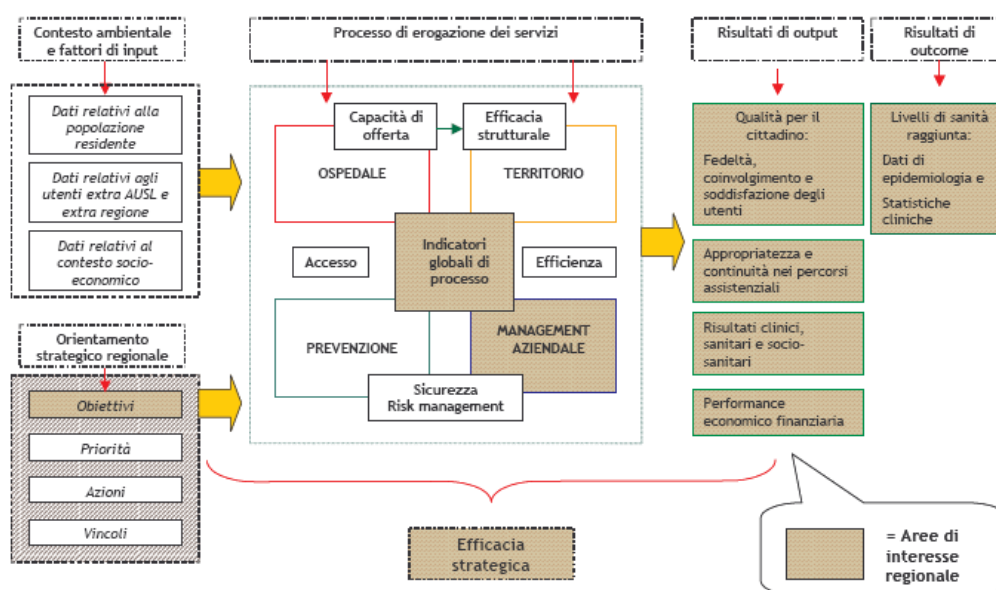 Contesto ambientale
e fattori di input
Dati relativi alla
popolazione
residente
Dati relativi agli
utenti extra AUSL e
extra regione
Dati relativi al
contesto socio-
economico
Orientamento
strategico regionale
Obiettivi
Priorità
Azioni
Vincoli
Processo di erogazione dei servizi
Capacità di
offerta
Efficacia
strutturale
OSPEDALE
TERRITORIO
Indicatori
globali di
processo
Accesso
Efficienza
PREVENZIONE
MANAGEMENT
AZIENDALE
Sicurezza
Risk management
Risultati di output
Qualità per il
cittadino:
Fedeltà,
coinvolgimento e
soddisfazione degli
utenti
Appropriatezza e
continuità nei percorsi
assistenziali
Risultati clinici,
sanitari e socio-
sanitari
Performance
economico finanziaria
Risultati di
outcome
Livelli di sanità
raggiunta:
Dati di
epidemiologia e
Statistiche
cliniche
Efficacia
strategica
= Aree di
interesse
regionale